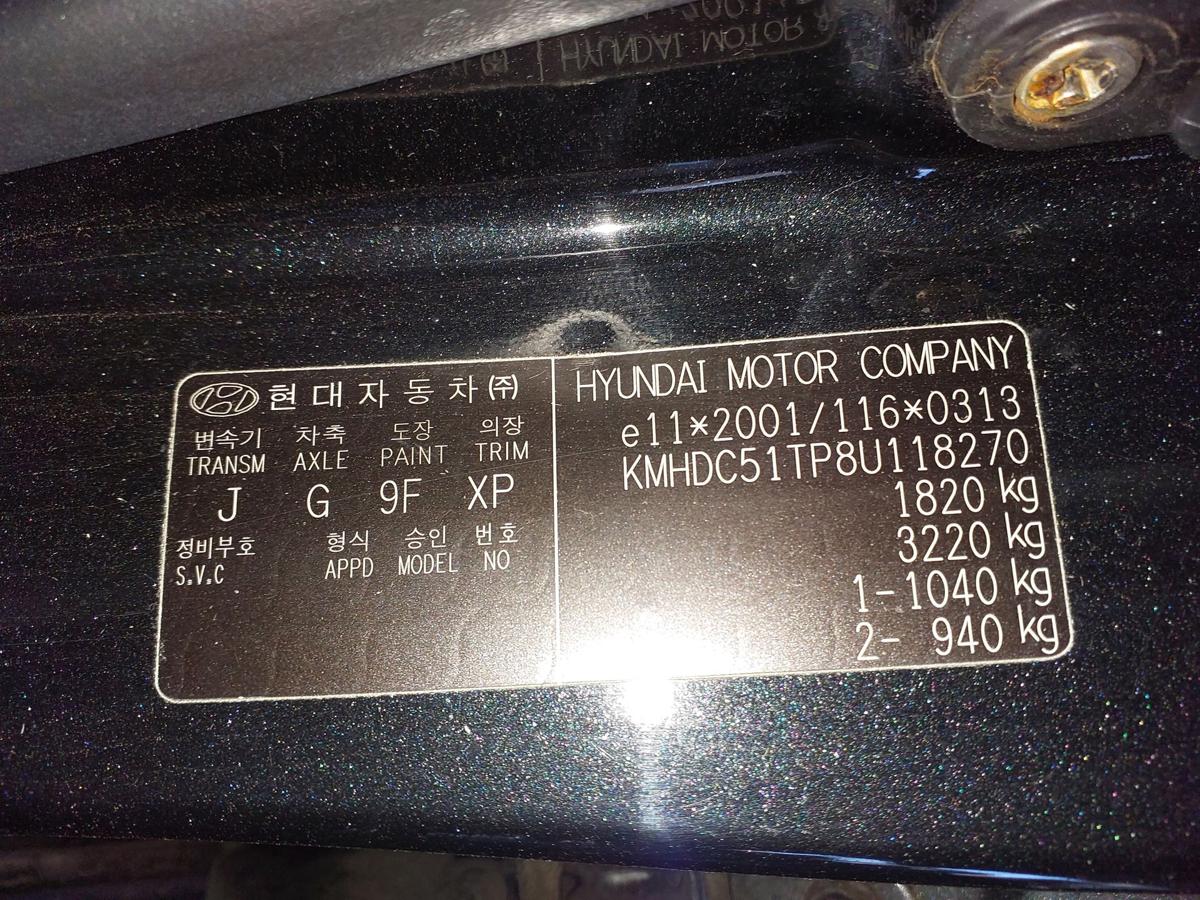 HYUNDAI MOTOR
현대자동차(주)
변속기 차축 도장 의장
TRANSM AXLE PAINT TRIM
J G 9F XP
정비부호 형식 승인 번호
S.V.C APPD MODEL NO
HYUNDAI MOTOR COMPANY
e11*2001/116*0313
KMHDC51TP8U118270
1820 kg
3220 kg
1-1040 kg
2- 940 kg